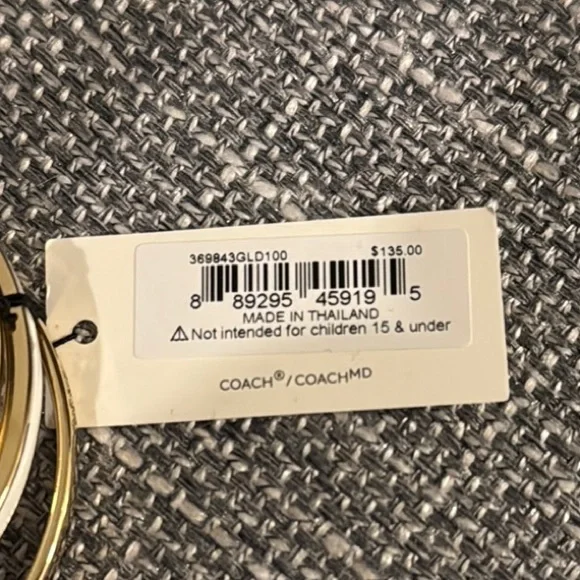 369843GLD100 $135.00
8 89295 45919 5
MADE IN THAILAND
⚠ Not intended for children 15 & under
COACH®/COACHMD